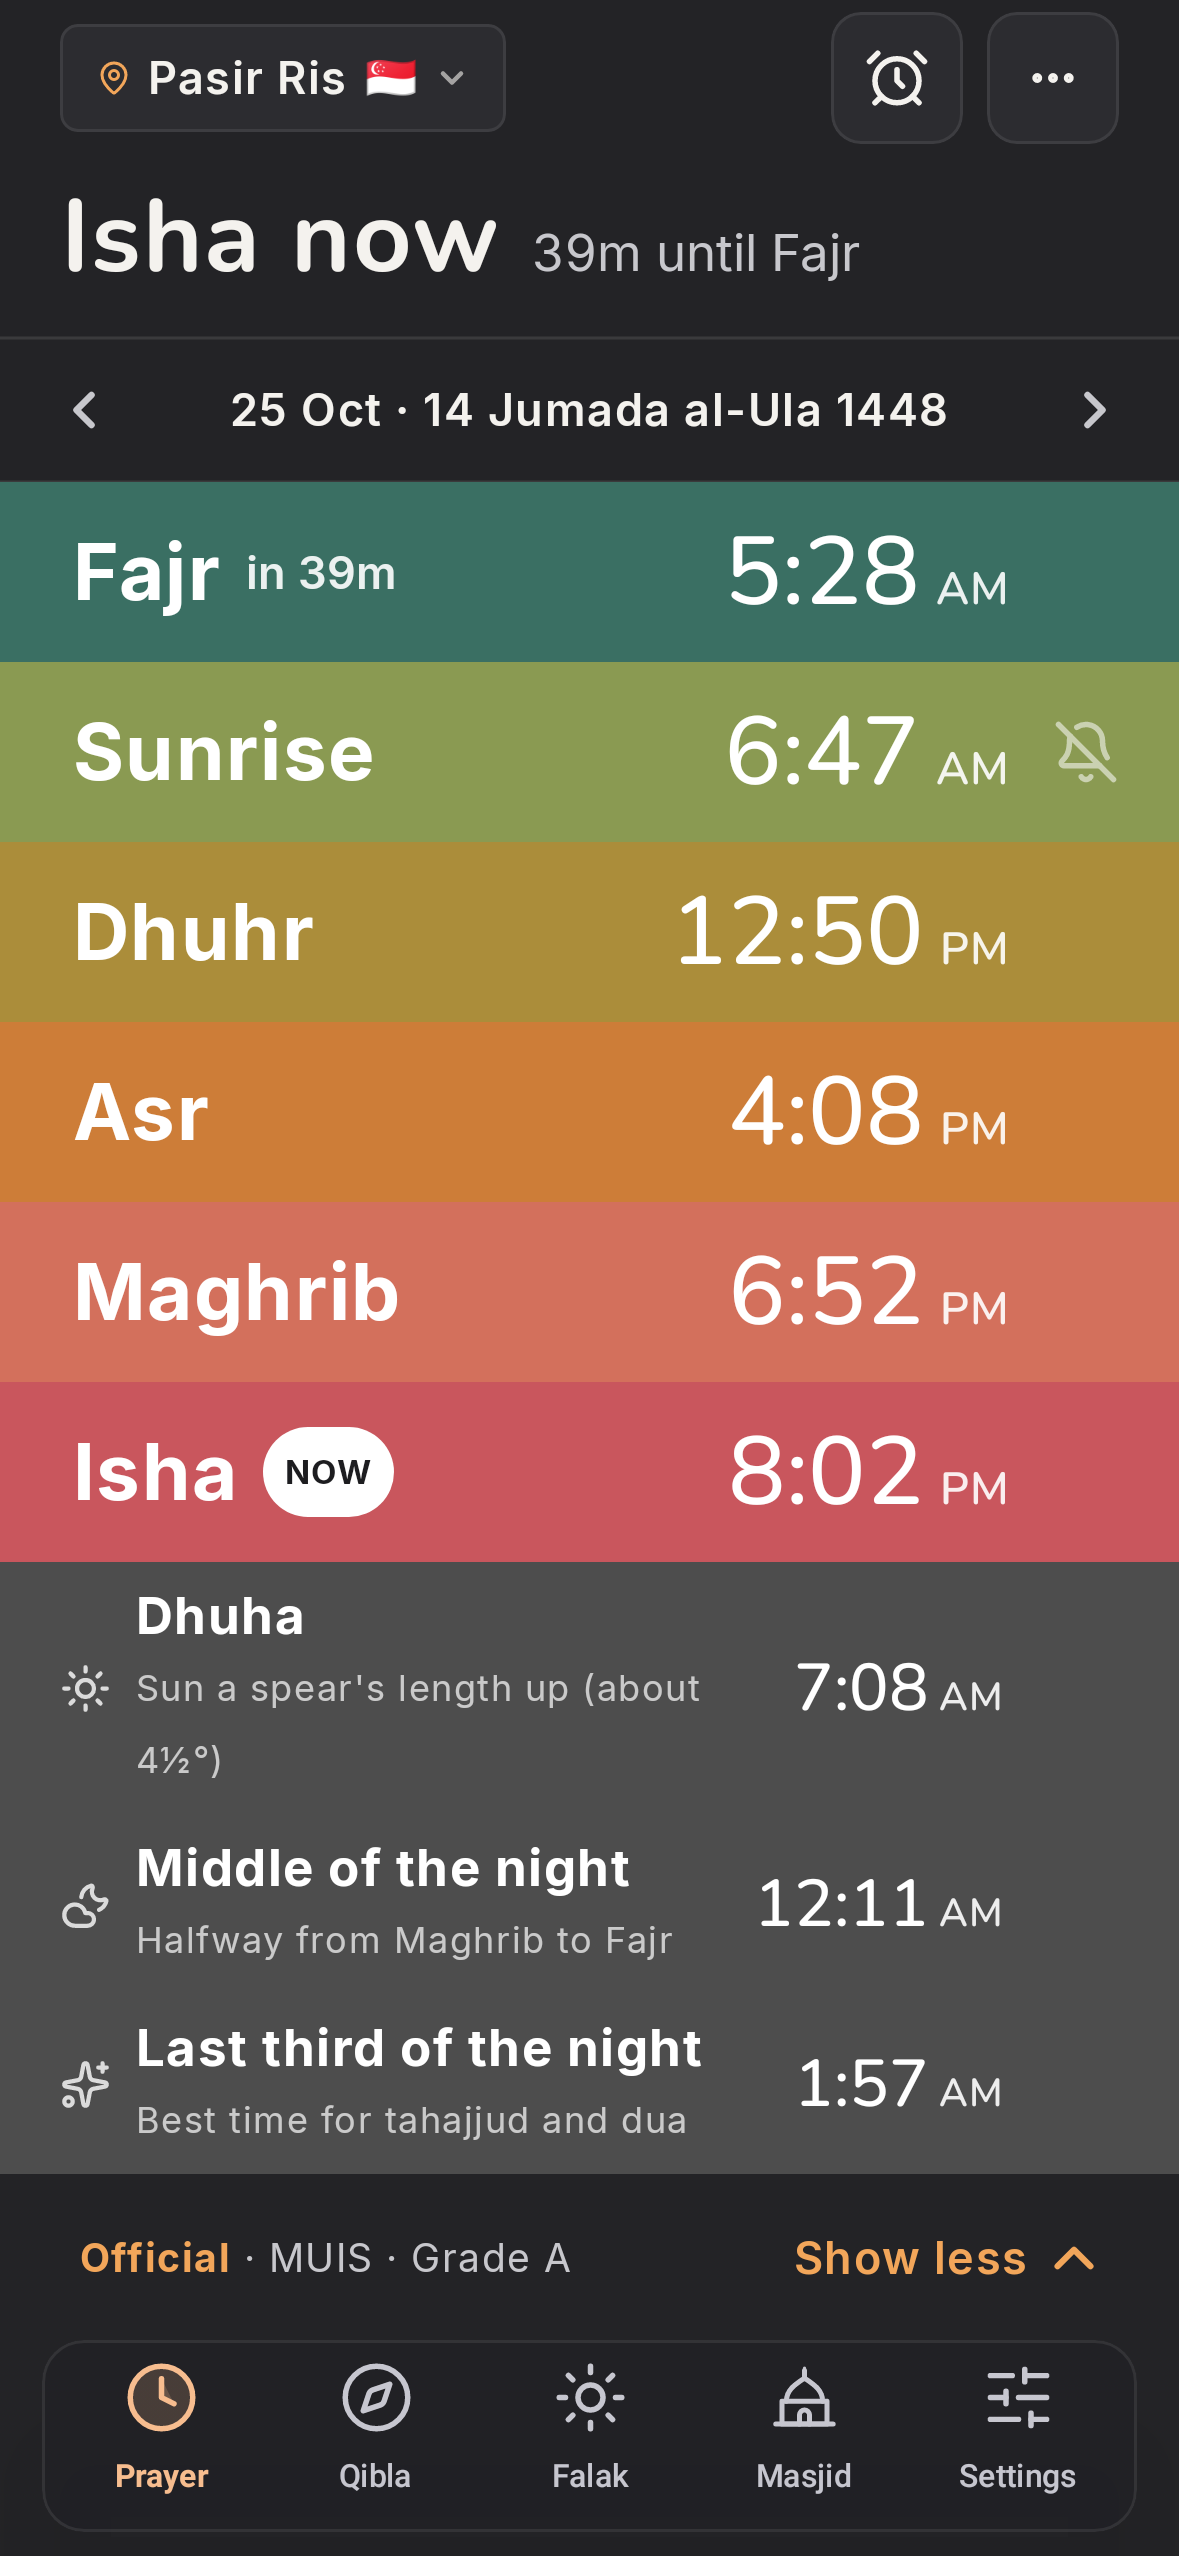 Pasir Ris 🇸🇬
Isha now 39m until Fajr
25 Oct · 14 Jumada al-Ula 1448
Fajr in 39m 5:28 AM
Sunrise 6:47 AM
Dhuhr 12:50 PM
Asr 4:08 PM
Maghrib 6:52 PM
Isha NOW 8:02 PM
Dhuha
Sun a spear's length up (about
4½°)
7:08 AM
Middle of the night
Halfway from Maghrib to Fajr
12:11 AM
Last third of the night
Best time for tahajjud and dua
1:57 AM
Official · MUIS · Grade A Show less
Prayer Qibla Falak Masjid Settings